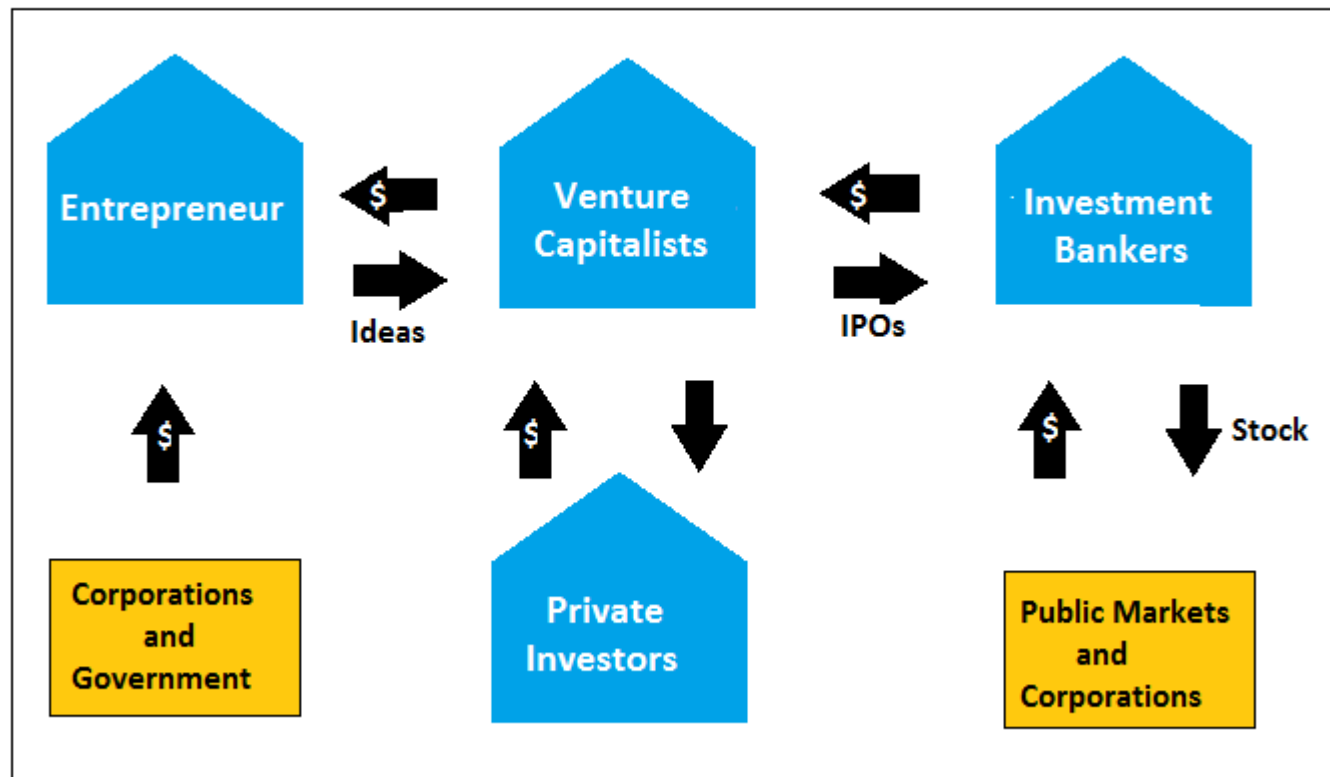 Entrepreneur
$
Ideas
Venture
Capitalists
$
IPOs
Investment
Bankers
$
$
$
Stock
Corporations
and
Government
Private
Investors
Public Markets
and
Corporations